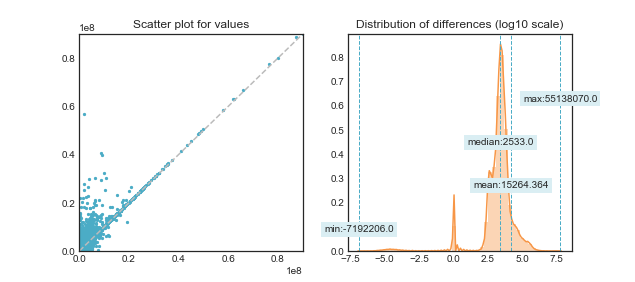 Scatter plot for values
1e8
0.8
0.6
0.4
0.2
0.0
0.0 0.2 0.4 0.6 0.8
1e8
Distribution of differences (log10 scale)
0.8
0.7
0.6
0.5
0.4
0.3
0.2
0.1
0.0
max:55138070.0
median:2533.0
mean:15264.364
min:-7192206.0
−7.5 −5.0 −2.5 0.0 2.5 5.0 7.5